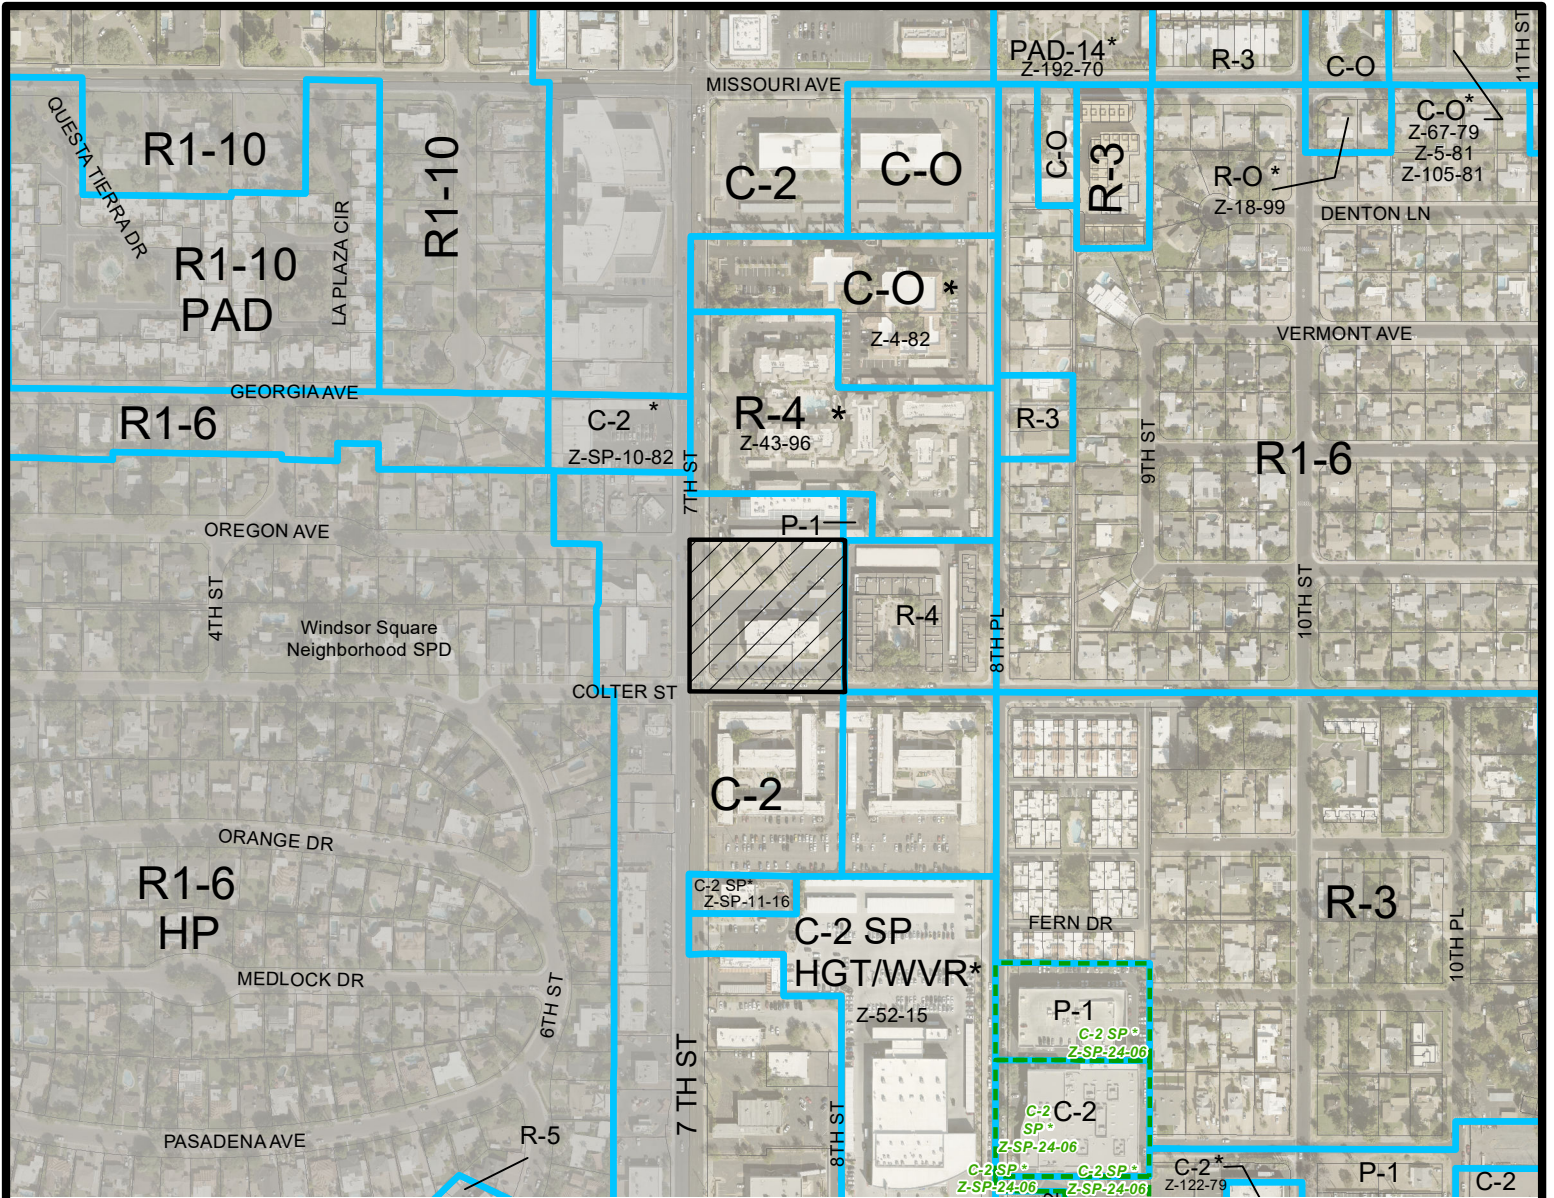 11TH ST
PAD-14*
Z-192-70
R-3
C-O
MISSOURI AVE
QUESTA TIERRA DR
R1-10
R1-10
C-2
C-O
C-O
R-3
C-O*
Z-67-79
Z-5-81
Z-105-81
R-O *
Z-18-99
DENTON LN
LA PLAZA CIR
R1-10
PAD
C-O *
Z-4-82
VERMONT AVE
GEORGIA AVE
R1-6
C-2 *
Z-SP-10-82
R-4 *
Z-43-96
R-3
9TH ST
R1-6
7TH ST
OREGON AVE
P-1
4TH ST
Windsor Square
Neighborhood SPD
R-4
8TH PL
10TH ST
COLTER ST
C-2
ORANGE DR
R1-6
HP
C-2 SP*
Z-SP-11-16
C-2 SP
HGT/WVR*
Z-52-15
FERN DR
R-3
10TH PL
MEDLOCK DR
6TH ST
P-1
C-2 SP *
Z-SP-24-06
7 TH ST
8TH ST
C-2
C-2
SP *
Z-SP-24-06
PASADENA AVE
R-5
C-2 SP *
Z-SP-24-06
C-2 SP *
Z-SP-24-06
C-2*
Z-122-79
P-1
C-2